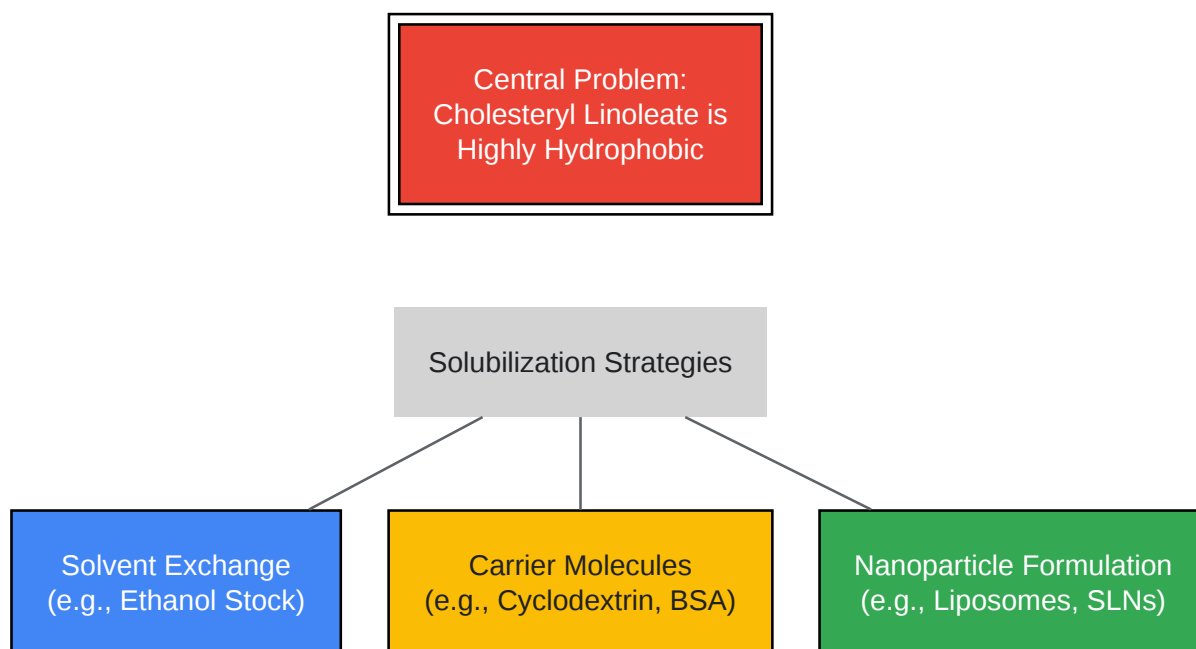 Central Problem:
Cholesteryl Linoleate is
Highly Hydrophobic
Solubilization Strategies
Solvent Exchange
(e.g., Ethanol Stock)
Carrier Molecules
(e.g., Cyclodextrin, BSA)
Nanoparticle Formulation
(e.g., Liposomes, SLNs)